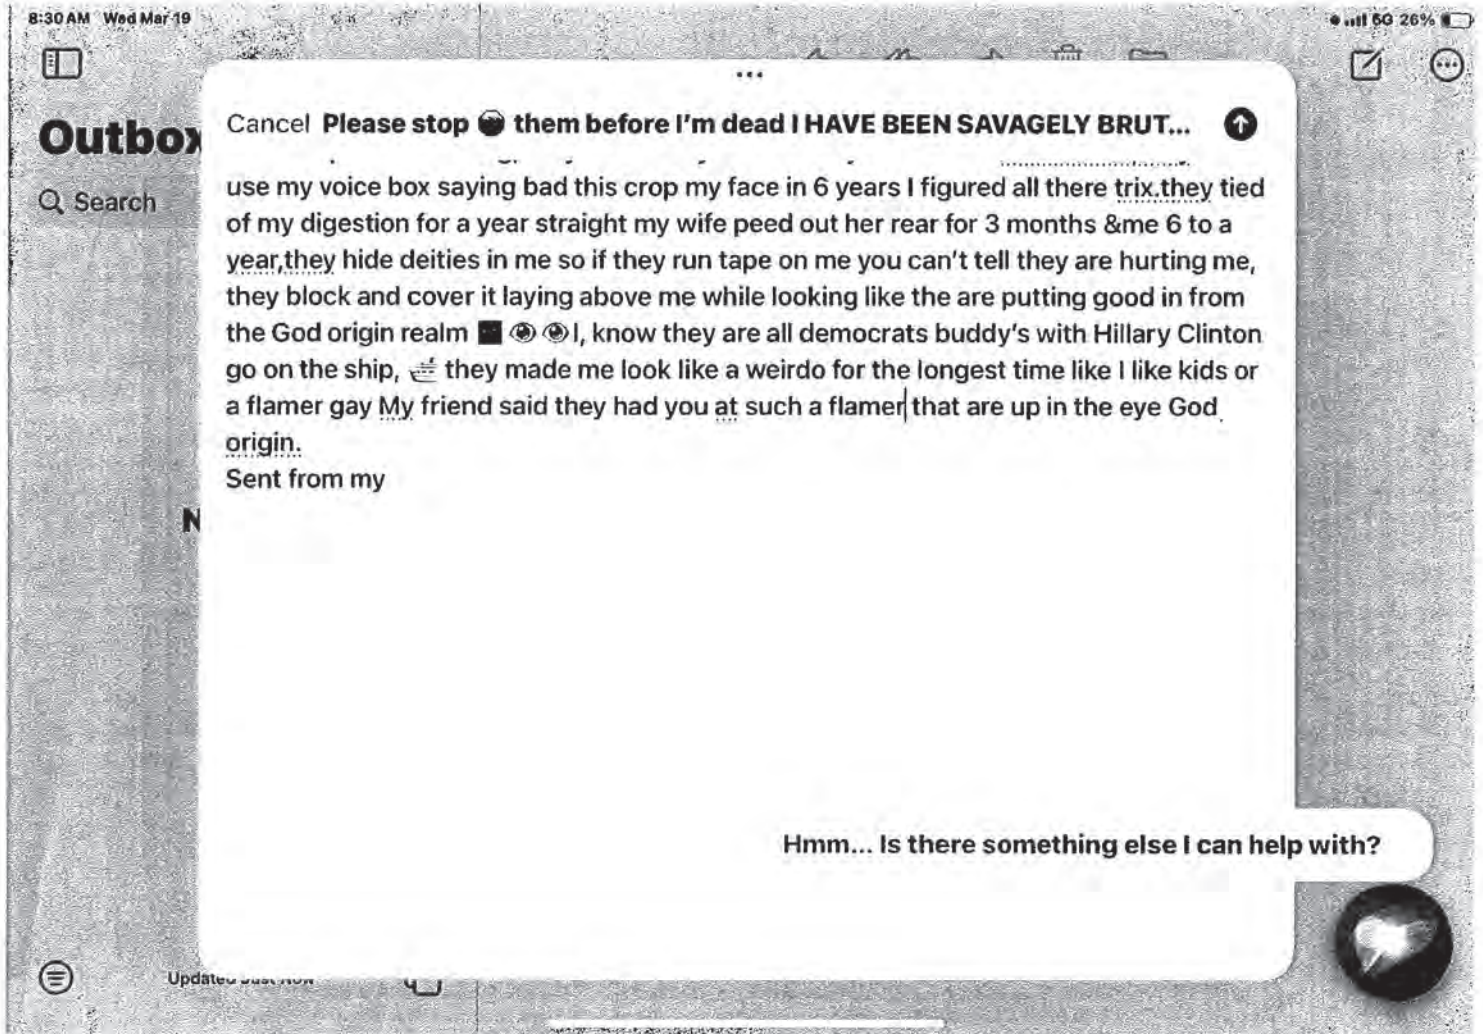 8:30 AM Wed Mar 19
5G 26%
Outbox
Search
Cancel Please stop them before I'm dead I HAVE BEEN SAVAGELY BRUT...
use my voice box saying bad this crop my face in 6 years I figured all there trix.they tied
of my digestion for a year straight my wife peed out her rear for 3 months &me 6 to a
year,they hide deities in me so if they run tape on me you can't tell they are hurting me,
they block and cover it laying above me while looking like the are putting good in from
the God origin realm ⬛ 👁 👁I, know they are all democrats buddy's with Hillary Clinton
go on the ship, they made me look like a weirdo for the longest time like I like kids or
a flamer gay My friend said they had you at such a flamer that are up in the eye God
origin.
Sent from my
N
Hmm... Is there something else I can help with?
Updated Just Now